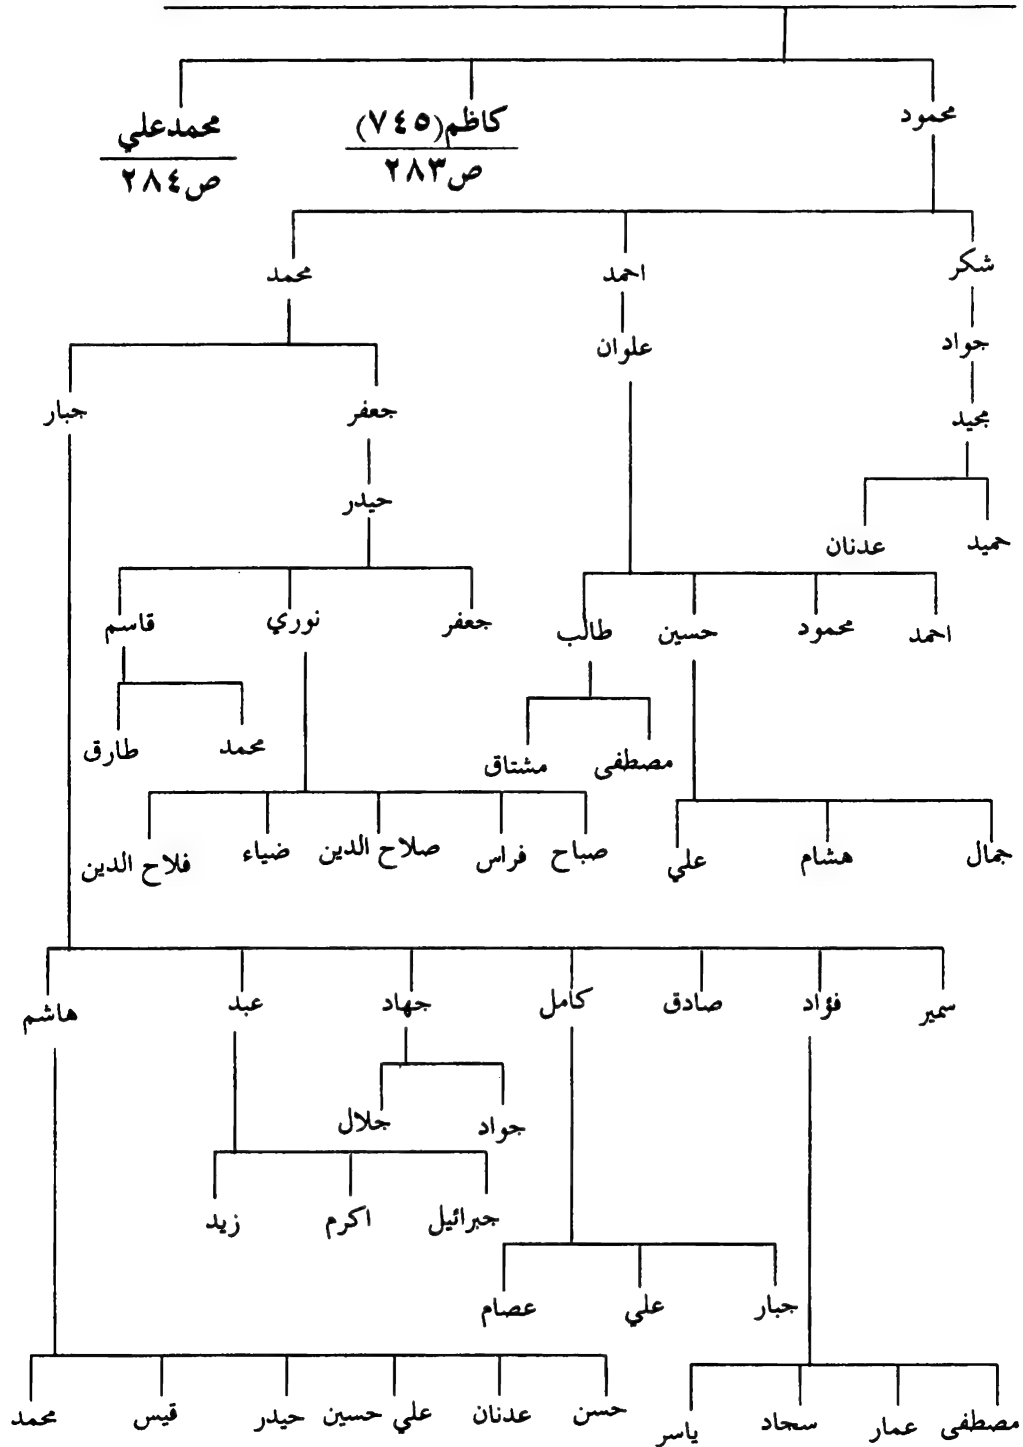 محمود
كاظم(٧٤٥)
ص٢٨٣
محمدعلي
ص٢٨٤
شكر
احمد
محمد
جواد
علوان
مجيد
جعفر
جبار
حيدر
حميد
عدنان
احمد
محمود
حسين
طالب
جعفر
نوري
قاسم
مصطفى
مشتاق
محمد
طارق
جمال
هشام
علي
صباح
فراس
صلاح الدين
ضياء
فلاح الدين
سمير
فؤاد
صادق
كامل
جهاد
عبد
هاشم
جواد
جلال
جبرائيل
اكرم
زيد
جبار
علي
عصام
مصطفى
عمار
سجاد
ياسر
حسن
عدنان
علي حسين
حيدر
قيس
محمد